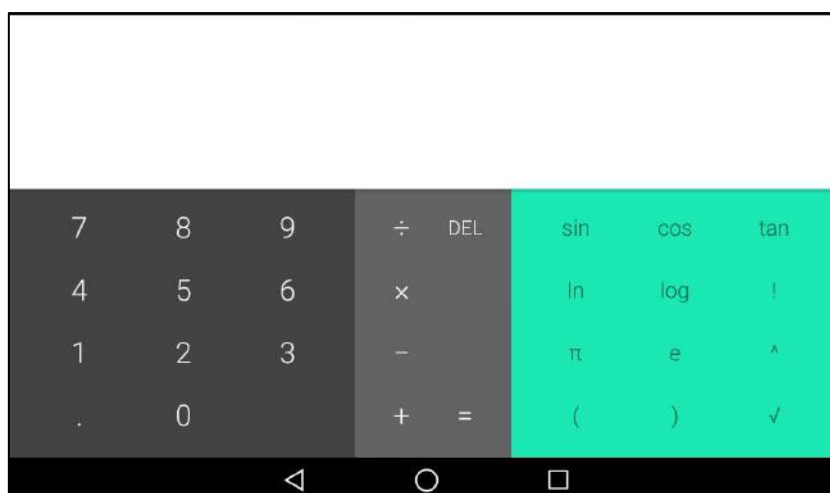 7 8 9 ÷ DEL sin cos tan
4 5 6 × ln log !
1 2 3 − π e ^
. 0 + = ( ) √